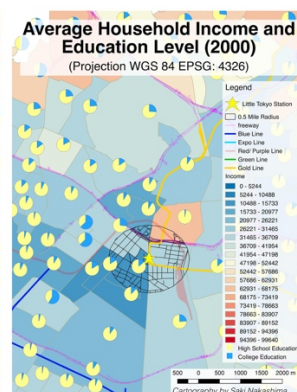 Average Household Income and
Education Level (2000)
(Projection WGS 84 EPSG: 4326)
Legend
Little Tokyo Station
0.5 Mile Radius
freeway
Blue Line
Expo Line
Red/ Purple Line
Green Line
Gold Line
Income
0 - 5244
5244 - 10488
10488 - 15733
15733 - 20977
20977 - 26221
26221 - 31465
31465 - 36709
36709 - 41954
41954 - 47198
47198 - 52442
52442 - 57686
57686 - 62931
62931 - 68175
68175 - 73419
73419 - 78663
78663 - 83907
83907 - 89152
89152 - 94396
94396 - 99640
High School Education
College Education
500 0 500 1000 1500 2000 m
Cartography by Saki Nakashima